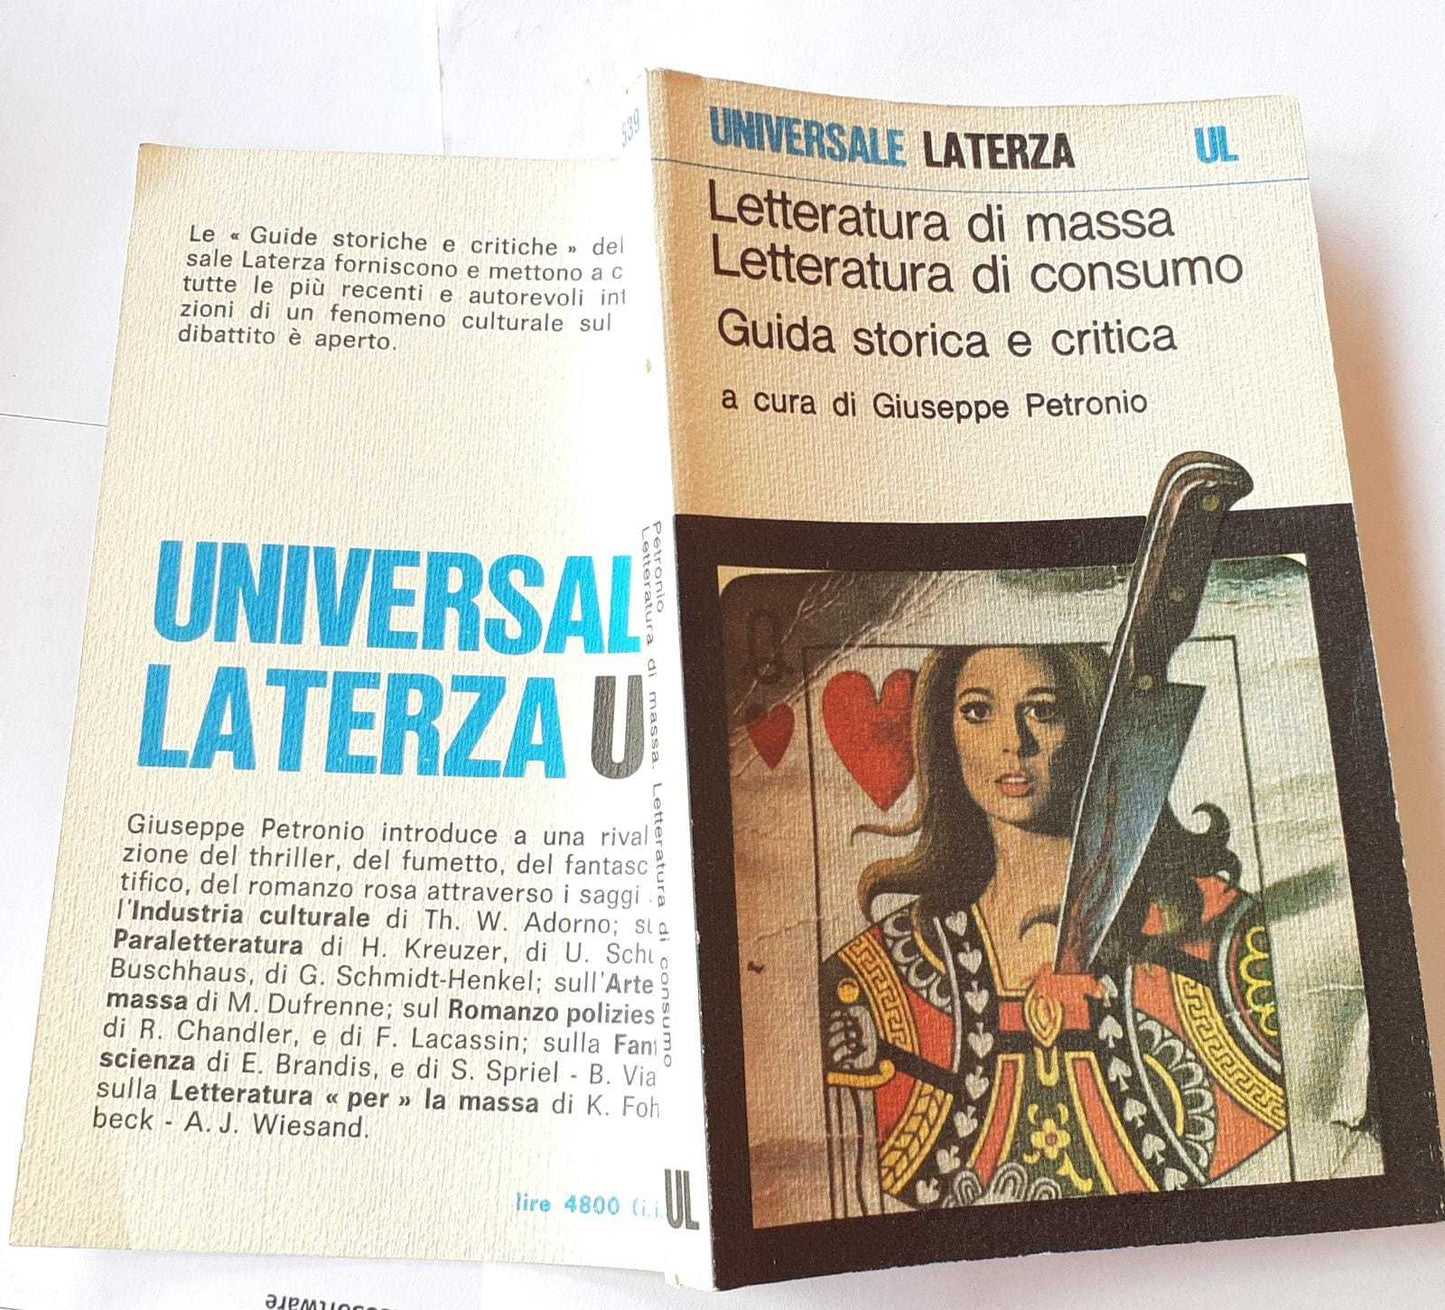 Le « Guide storiche e critiche » del
sale Laterza forniscono e mettono a c
tutte le più recenti e autorevoli int
zioni di un fenomeno culturale sul
dibattito è aperto.
UNIVERSAL
LATERZA U
Giuseppe Petronio introduce a una rival
zione del thriller, del fumetto, del fantasc
tifico, del romanzo rosa attraverso i saggi
l'Industria culturale di Th. W. Adorno; su
Paraletteratura di H. Kreuzer, di U. Schu
Buschhaus, di G. Schmidt-Henkel; sull'Arte
massa di M. Dufrenne; sul Romanzo polizies
di R. Chandler, e di F. Lacassin; sulla Fan
scienza di E. Brandis, e di S. Spriel - B. Via
sulla Letteratura « per » la massa di K. Foh
beck - A. J. Wiesand.
lire 4800 (i.i
539
Petronio
Letteratura di massa. Letteratura di consumo
UL
UNIVERSALE LATERZA UL
Letteratura di massa
Letteratura di consumo
Guida storica e critica
a cura di Giuseppe Petronio
Q